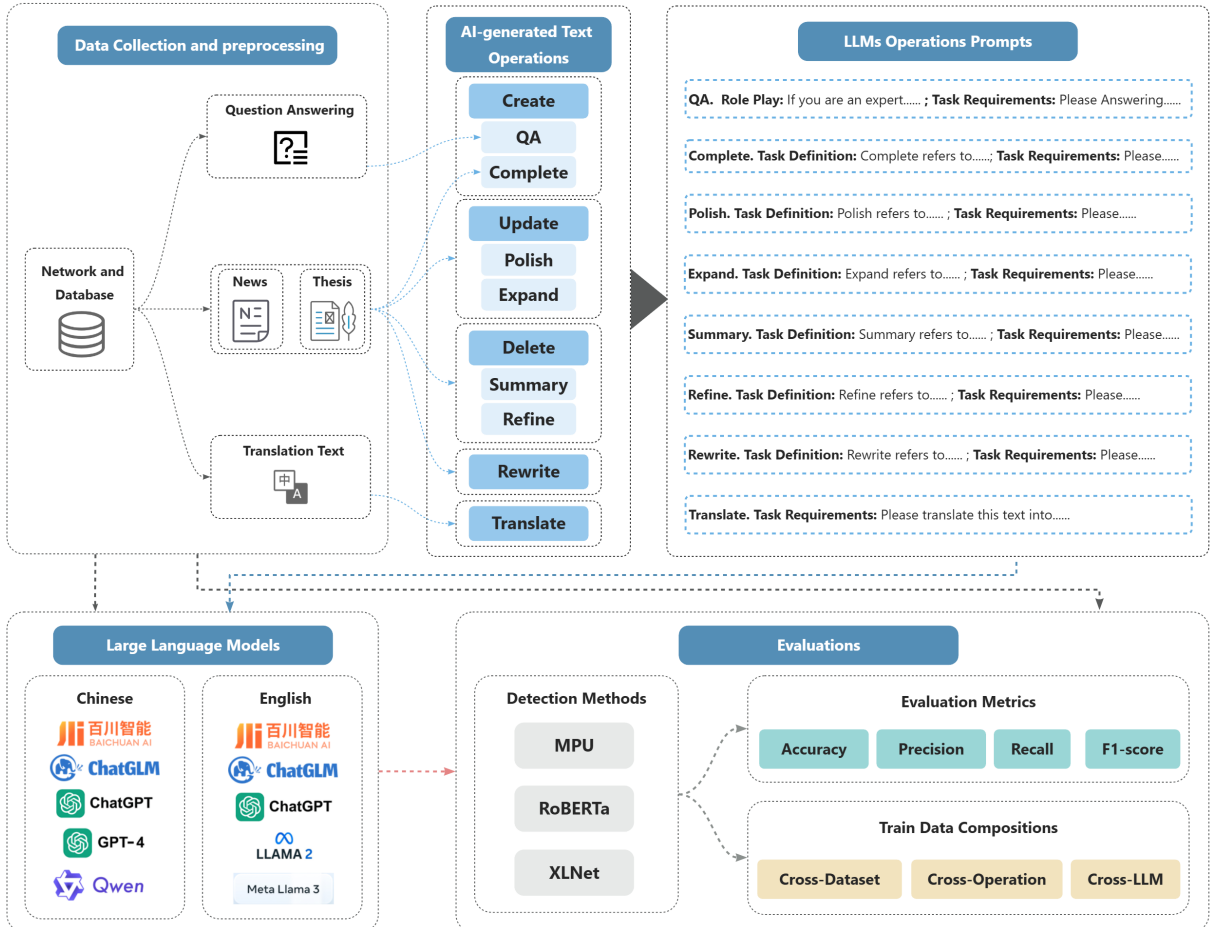 Data Collection and preprocessing
Question Answering
Network and
Database
News
Thesis
N
Translation Text
中
A
AI-generated Text
Operations
Create
QA
Complete
Update
Polish
Expand
Delete
Summary
Refine
Rewrite
Translate
LLMs Operations Prompts
QA. Role Play: If you are an expert...... ; Task Requirements: Please Answering......
Complete. Task Definition: Complete refers to......; Task Requirements: Please......
Polish. Task Definition: Polish refers to...... ; Task Requirements: Please......
Expand. Task Definition: Expand refers to...... ; Task Requirements: Please......
Summary. Task Definition: Summary refers to...... ; Task Requirements: Please......
Refine. Task Definition: Refine refers to...... ; Task Requirements: Please......
Rewrite. Task Definition: Rewrite refers to...... ; Task Requirements: Please......
Translate. Task Requirements: Please translate this text into......
Large Language Models
Chinese
百川智能
BAICHUAN AI
ChatGLM
ChatGPT
GPT-4
Qwen
English
百川智能
BAICHUAN AI
ChatGLM
ChatGPT
LLAMA 2
Meta Llama 3
Evaluations
Detection Methods
MPU
RoBERTa
XLNet
Evaluation Metrics
Accuracy
Precision
Recall
F1-score
Train Data Compositions
Cross-Dataset
Cross-Operation
Cross-LLM